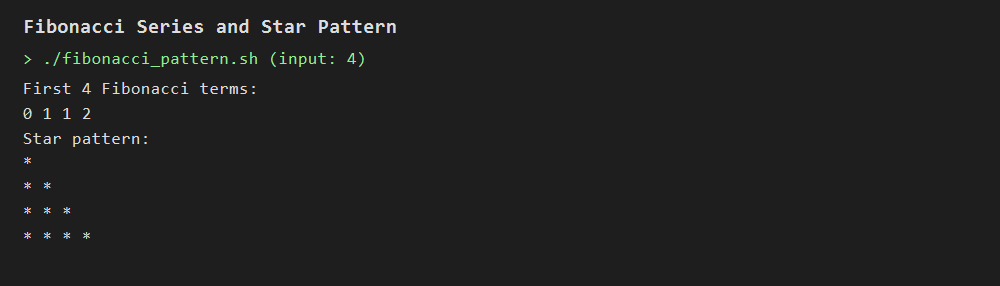 Fibonacci Series and Star Pattern
> ./fibonacci_pattern.sh (input: 4)
First 4 Fibonacci terms:
0 1 1 2
Star pattern:
*
* *
* * *
* * * *